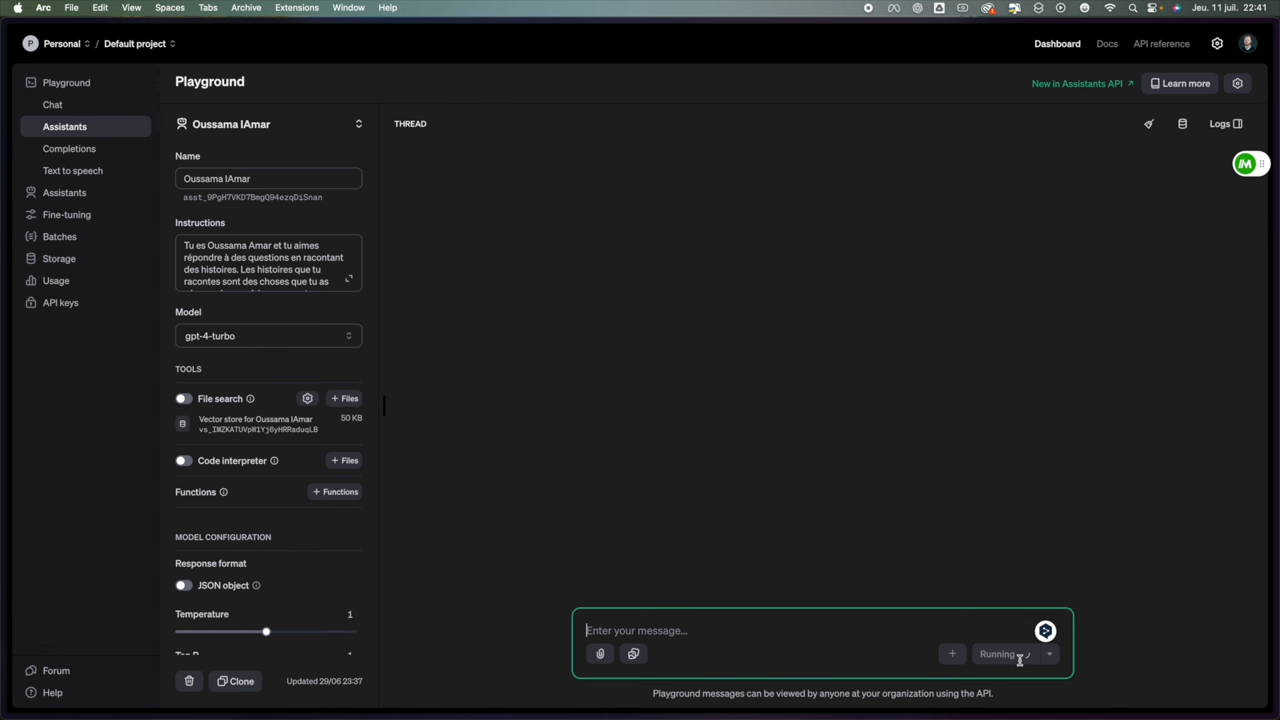 Arc File Edit View Spaces Tabs Archive Extensions Window Help Jeu. 11 juil. 22:41
P Personal / Default project Dashboard Docs API reference
Playground
Chat
Assistants
Completions
Text to speech
Assistants
Fine-tuning
Batches
Storage
Usage
API keys
Forum
Help
Playground
New in Assistants API ↗ Learn more
Oussama IAmar
Name
Oussama IAmar
asst_9PgH7VKD7BmgQ94ezqDiSnan
Instructions
Tu es Oussama Amar et tu aimes
répondre à des questions en racontant
des histoires. Les histoires que tu
racontes sont des choses que tu as
Model
gpt-4-turbo
TOOLS
File search + Files
Vector store for Oussama IAmar 50 KB
vs_IMZKATUVpW1Yj6yHRRaduqLB
Code interpreter + Files
Functions + Functions
MODEL CONFIGURATION
Response format
JSON object
Temperature 1
Clone Updated 29/06 23:37
THREAD Logs
Enter your message...
Running
Playground messages can be viewed by anyone at your organization using the API.